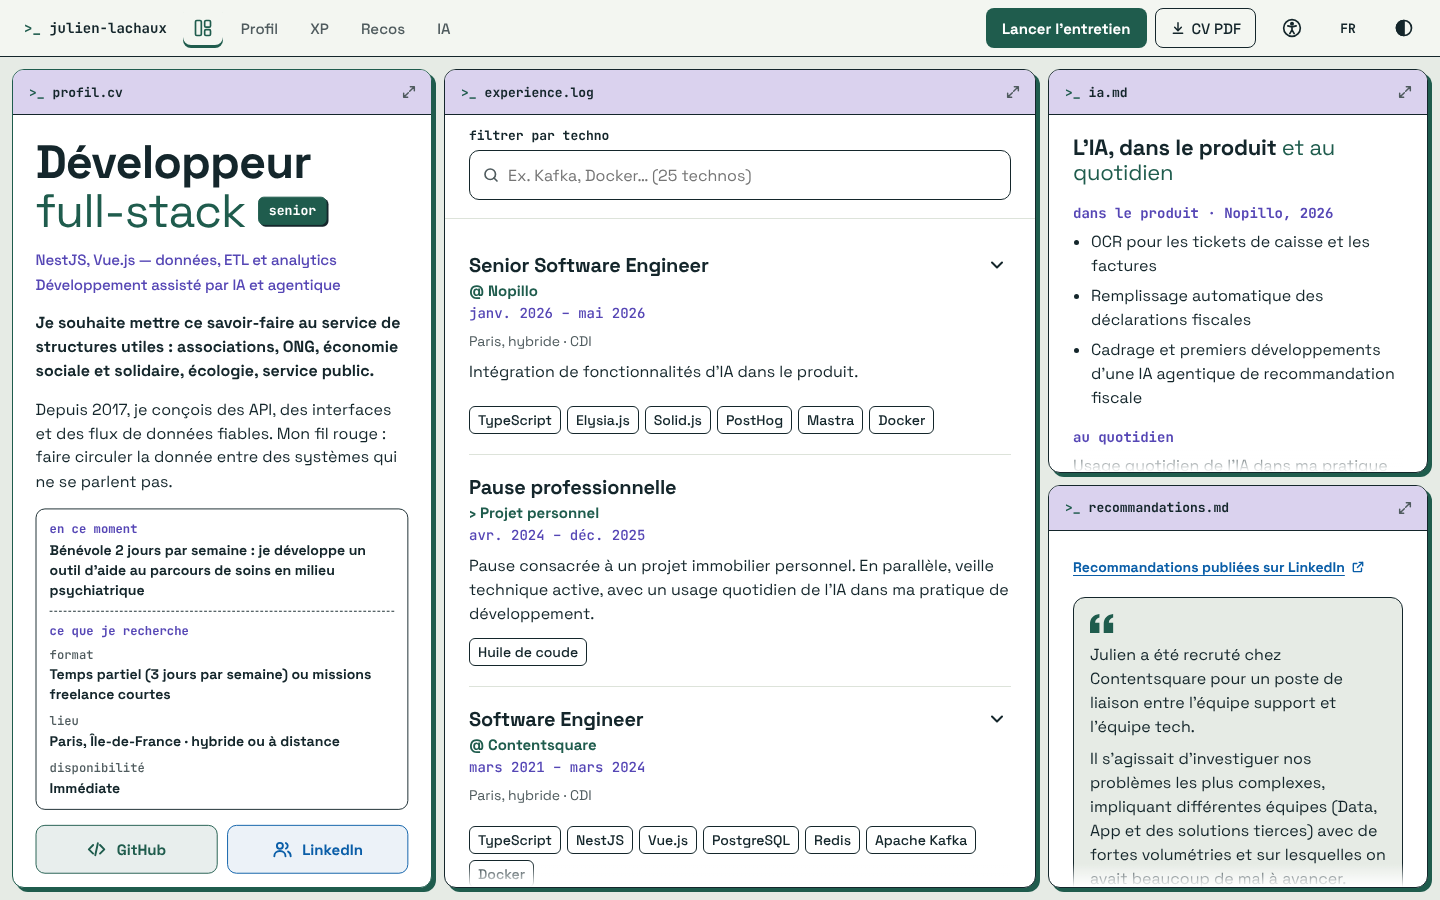 >_ julien-lachaux
Profil
XP
Recos
IA
Lancer l'entretien
CV PDF
FR
>_ profil.cv
Développeur
full-stack senior
NestJS, Vue.js — données, ETL et analytics
Développement assisté par IA et agentique
Je souhaite mettre ce savoir-faire au service de
structures utiles : associations, ONG, économie
sociale et solidaire, écologie, service public.
Depuis 2017, je conçois des API, des interfaces
et des flux de données fiables. Mon fil rouge :
faire circuler la donnée entre des systèmes qui
ne se parlent pas.
en ce moment
Bénévole 2 jours par semaine : je développe un
outil d'aide au parcours de soins en milieu
psychiatrique
ce que je recherche
format
Temps partiel (3 jours par semaine) ou missions
freelance courtes
lieu
Paris, Île-de-France · hybride ou à distance
disponibilité
Immédiate
GitHub
LinkedIn
>_ experience.log
filtrer par techno
Ex. Kafka, Docker… (25 technos)
Senior Software Engineer
@ Nopillo
janv. 2026 – mai 2026
Paris, hybride · CDI
Intégration de fonctionnalités d'IA dans le produit.
TypeScript Elysia.js Solid.js PostHog Mastra Docker
Pause professionnelle
> Projet personnel
avr. 2024 – déc. 2025
Pause consacrée à un projet immobilier personnel. En parallèle, veille
technique active, avec un usage quotidien de l'IA dans ma pratique de
développement.
Huile de coude
Software Engineer
@ Contentsquare
mars 2021 – mars 2024
Paris, hybride · CDI
TypeScript NestJS Vue.js PostgreSQL Redis Apache Kafka
Docker
>_ ia.md
L'IA, dans le produit et au
quotidien
dans le produit · Nopillo, 2026
• OCR pour les tickets de caisse et les
factures
• Remplissage automatique des
déclarations fiscales
• Cadrage et premiers développements
d'une IA agentique de recommandation
fiscale
au quotidien
Usage quotidien de l'IA dans ma pratique
>_ recommandations.md
Recommandations publiées sur LinkedIn
“
Julien a été recruté chez
Contentsquare pour un poste de
liaison entre l'équipe support et
l'équipe tech.
Il s'agissait d'investiguer nos
problèmes les plus complexes,
impliquant différentes équipes (Data,
App et des solutions tierces) avec de
fortes volumétries et sur lesquelles on
avait beaucoup de mal à avancer.